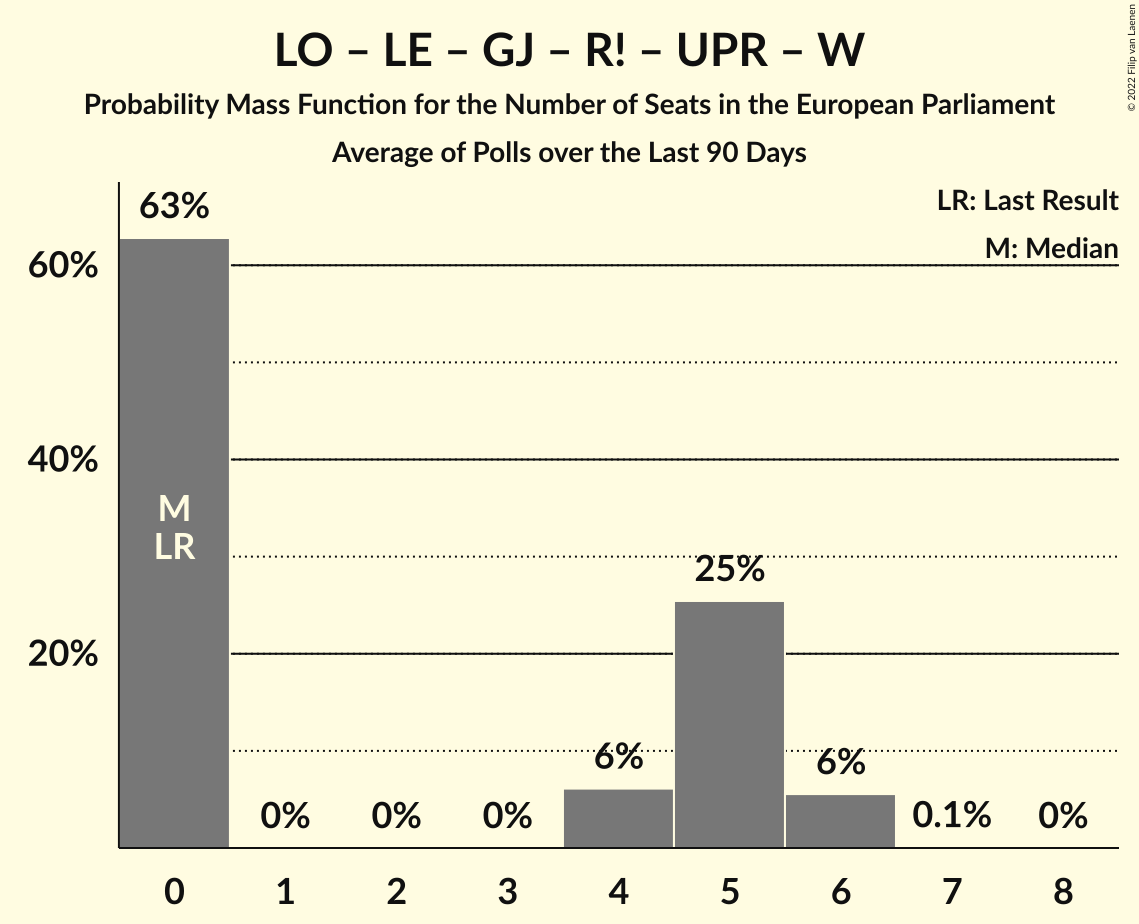 LO – LE – GJ – R! – UPR – W
Probability Mass Function for the Number of Seats in the European Parliament
Average of Polls over the Last 90 Days
© 2022 Filip van Laenen
LR: Last Result
M: Median
63%
60%
40%
20%
M
LR
0%
0%
0%
6%
25%
6%
0.1%
0%
0 1 2 3 4 5 6 7 8